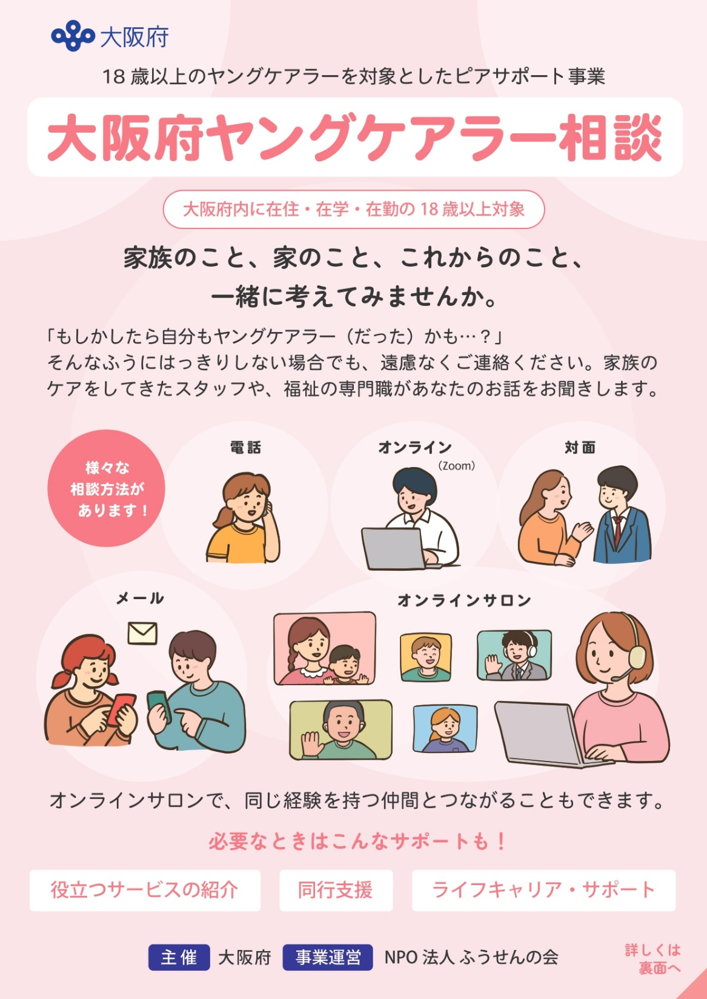 大阪府
18歳以上のヤングケアラーを対象としたピアサポート事業
大阪府ヤングケアラー相談
大阪府内に在住・在学・在勤の18歳以上対象
家族のこと、家のこと、これからのこと、
一緒に考えてみませんか。
「もしかしたら自分もヤングケアラー（だった）かも…？」
そんなふうにはっきりしない場合でも、遠慮なくご連絡ください。家族の
ケアをしてきたスタッフや、福祉の専門職があなたのお話をお聞きします。
様々な
相談方法が
あります！
電話
オンライン
（Zoom）
対面
メール
オンラインサロン
オンラインサロンで、同じ経験を持つ仲間とつながることもできます。
必要なときはこんなサポートも！
役立つサービスの紹介
同行支援
ライフキャリア・サポート
主催 大阪府 事業運営 NPO法人 ふうせんの会
詳しくは
裏面へ